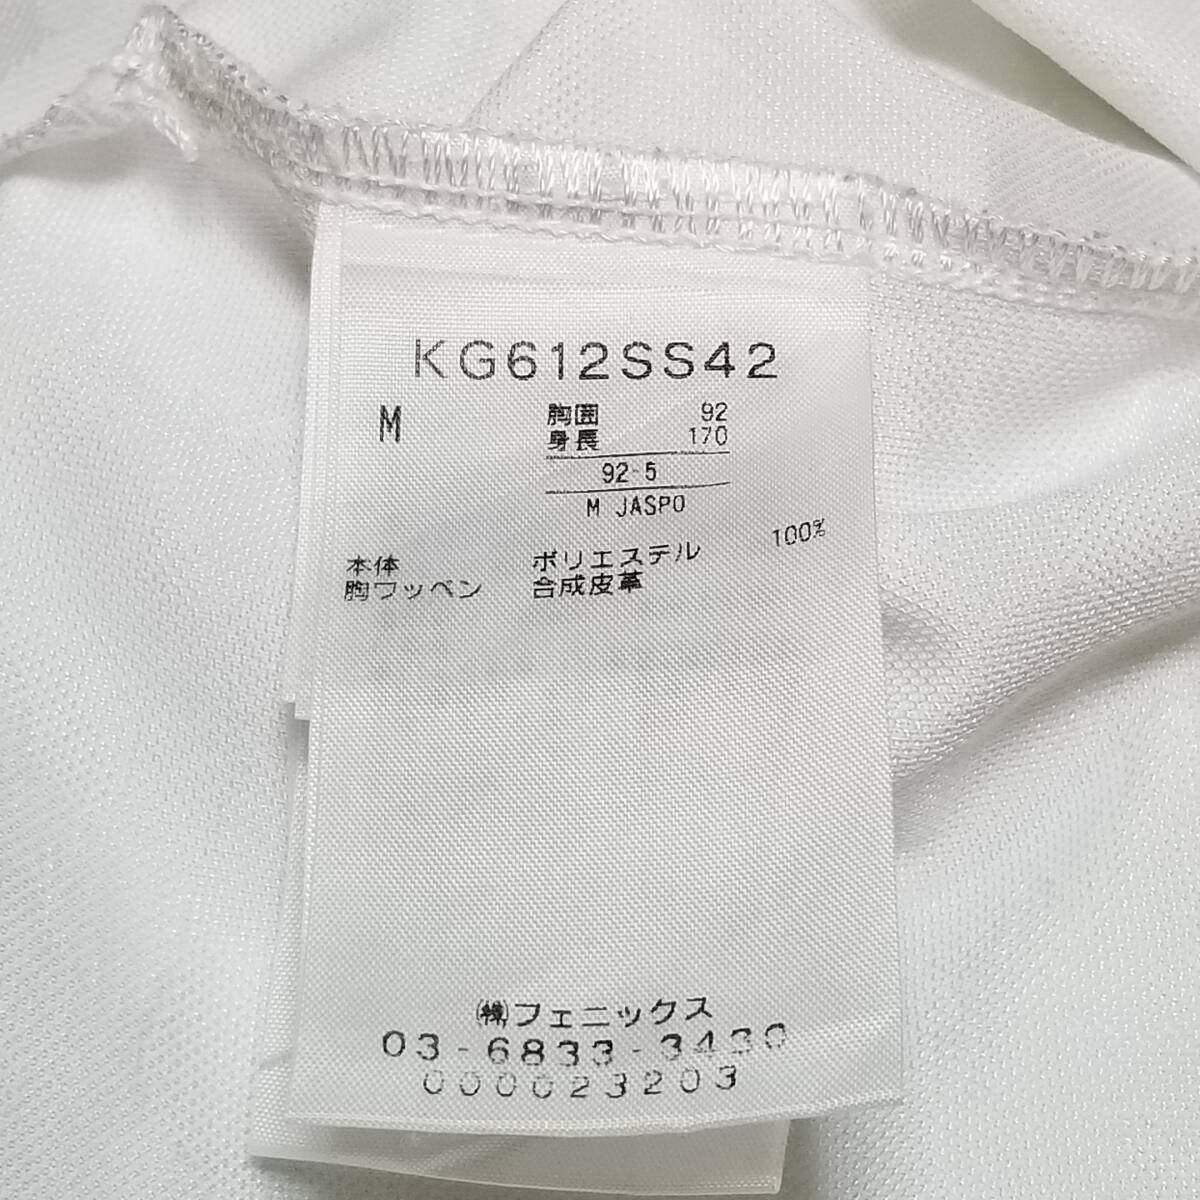 KG612SS42
M 胸囲 92
身長 170
92-5
M JASPO
本体 ポリエステル 100%
胸ワッペン 合成皮革
㈱フェニックス
03-6833-3430
000023203